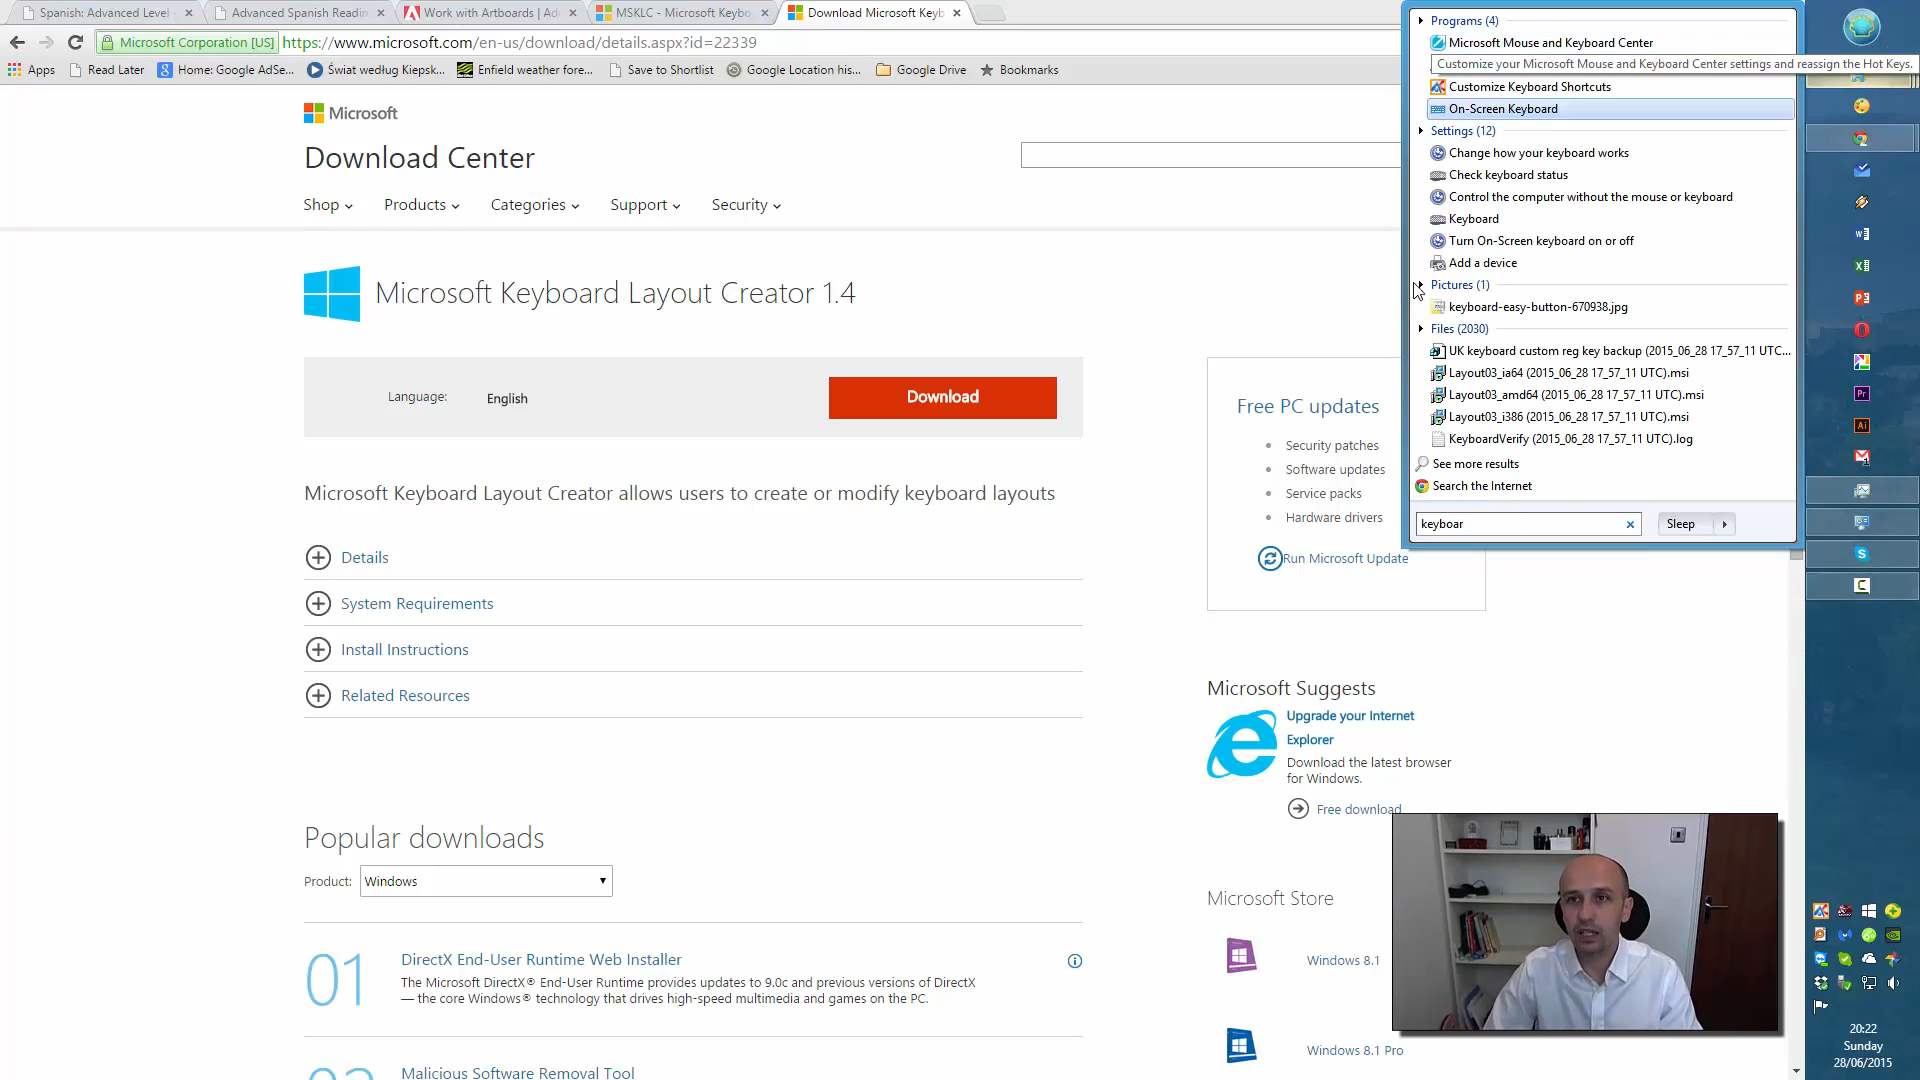 Spanish: Advanced Level
Advanced Spanish Readin
Work with Artboards | Ad
MSKLC - Microsoft Keybo
Download Microsoft Keyb
Microsoft Corporation [US]
https://www.microsoft.com/en-us/download/details.aspx?id=22339
Apps
Read Later
Home: Google AdSe...
Świat według Kiepsk...
Enfield weather fore...
Save to Shortlist
Google Location his...
Google Drive
Bookmarks
Microsoft
Download Center
Shop
Products
Categories
Support
Security
Microsoft Keyboard Layout Creator 1.4
Language:
English
Download
Microsoft Keyboard Layout Creator allows users to create or modify keyboard layouts
Details
System Requirements
Install Instructions
Related Resources
Popular downloads
Product:
Windows
01
DirectX End-User Runtime Web Installer
The Microsoft DirectX® End-User Runtime provides updates to 9.0c and previous versions of DirectX
— the core Windows® technology that drives high-speed multimedia and games on the PC.
Malicious Software Removal Tool
Free PC updates
Security patches
Software updates
Service packs
Hardware drivers
Run Microsoft Update
Microsoft Suggests
Upgrade your Internet
Explorer
Download the latest browser
for Windows.
Free download
Microsoft Store
Windows 8.1
Windows 8.1 Pro
Programs (4)
Microsoft Mouse and Keyboard Center
Customize your Microsoft Mouse and Keyboard Center settings and reassign the Hot Keys.
Customize Keyboard Shortcuts
On-Screen Keyboard
Settings (12)
Change how your keyboard works
Check keyboard status
Control the computer without the mouse or keyboard
Keyboard
Turn On-Screen keyboard on or off
Add a device
Pictures (1)
keyboard-easy-button-670938.jpg
Files (2030)
UK keyboard custom reg key backup (2015_06_28 17_57_11 UTC...
Layout03_ia64 (2015_06_28 17_57_11 UTC).msi
Layout03_amd64 (2015_06_28 17_57_11 UTC).msi
Layout03_i386 (2015_06_28 17_57_11 UTC).msi
KeyboardVerify (2015_06_28 17_57_11 UTC).log
See more results
Search the Internet
keyboar
Sleep
20:22
Sunday
28/06/2015